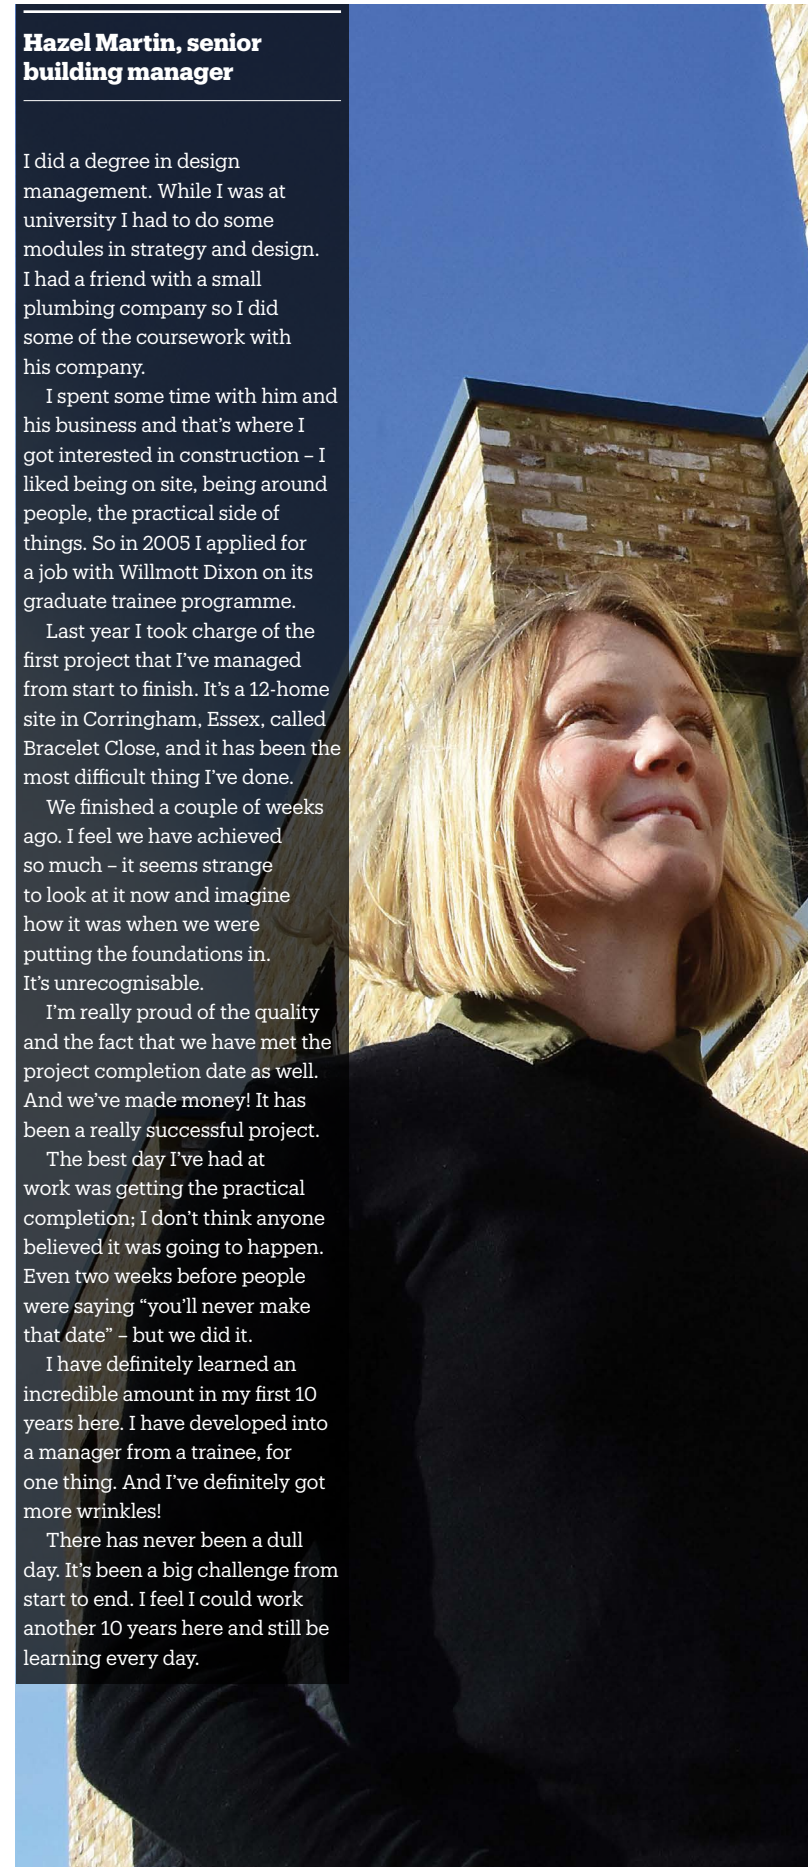 Hazel Martin, senior
building manager
I did a degree in design
management. While I was at
university I had to do some
modules in strategy and design.
I had a friend with a small
plumbing company so I did
some of the coursework with
his company.
I spent some time with him and
his business and that’s where I
got interested in construction – I
liked being on site, being around
people, the practical side of
things. So in 2005 I applied for
a job with Willmott Dixon on its
graduate trainee programme.
Last year I took charge of the
first project that I’ve managed
from start to finish. It’s a 12-home
site in Corringham, Essex, called
Bracelet Close, and it has been the
most difficult thing I’ve done.
We finished a couple of weeks
ago. I feel we have achieved
so much – it seems strange
to look at it now and imagine
how it was when we were
putting the foundations in.
It’s unrecognisable.
I’m really proud of the quality
and the fact that we have met the
project completion date as well.
And we’ve made money! It has
been a really successful project.
The best day I’ve had at
work was getting the practical
completion; I don’t think anyone
believed it was going to happen.
Even two weeks before people
were saying “you’ll never make
that date” – but we did it.
I have definitely learned an
incredible amount in my first 10
years here. I have developed into
a manager from a trainee, for
one thing. And I’ve definitely got
more wrinkles!
There has never been a dull
day. It’s been a big challenge from
start to end. I feel I could work
another 10 years here and still be
learning every day.